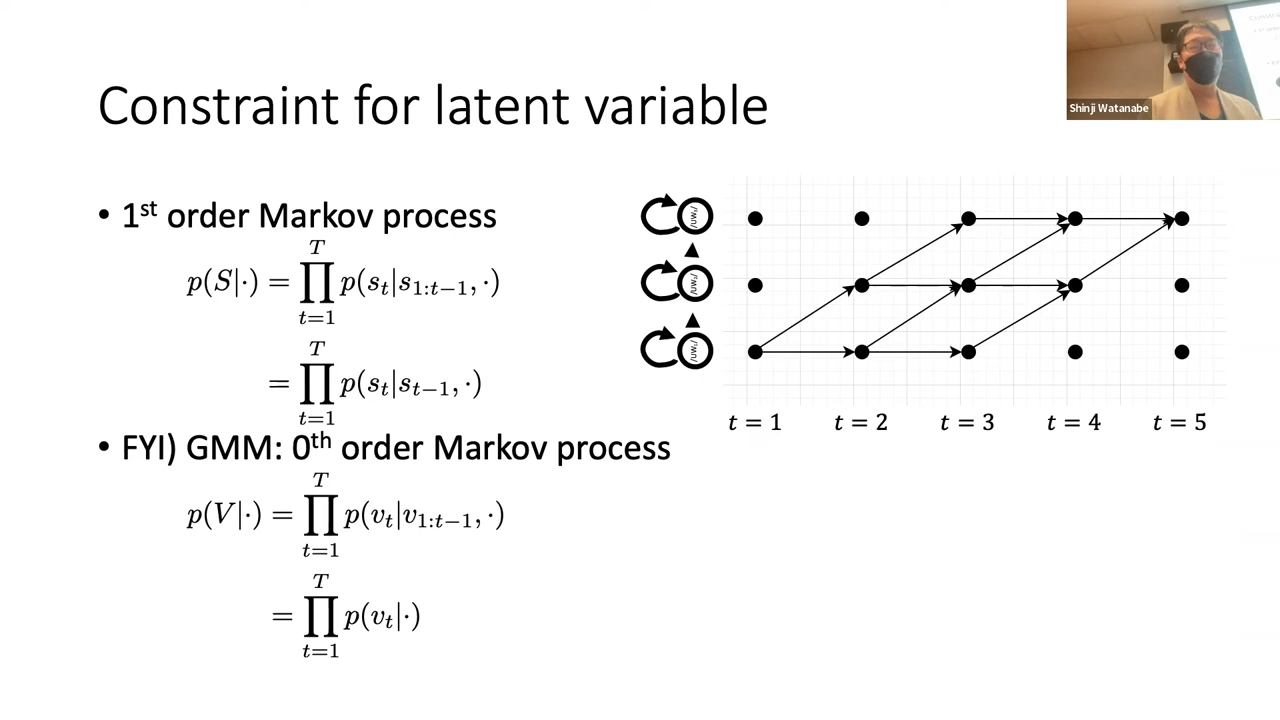 Constraint for latent variable
Shinji Watanabe
• 1st order Markov process
p(S|·) = ∏_{t=1}^{T} p(s_t|s_{1:t−1}, ·)
= ∏_{t=1}^{T} p(s_t|s_{t−1}, ·)
• FYI) GMM: 0th order Markov process
p(V|·) = ∏_{t=1}^{T} p(v_t|v_{1:t−1}, ·)
= ∏_{t=1}^{T} p(v_t|·)
t = 1 t = 2 t = 3 t = 4 t = 5